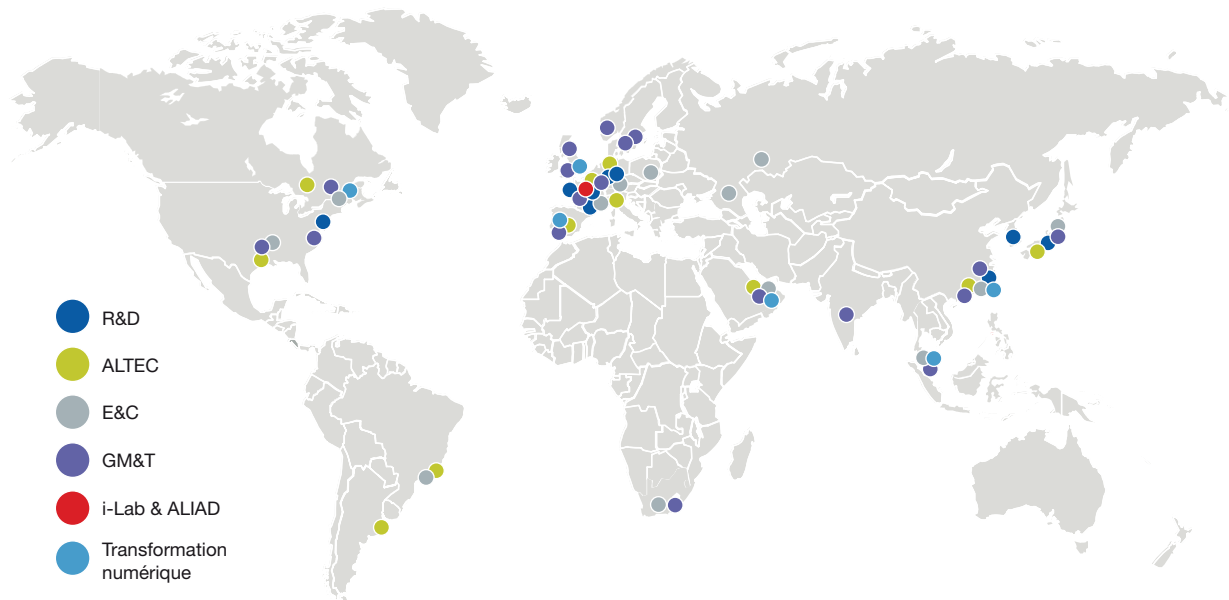 R&D
ALTEC
E&C
GM&T
i-Lab & ALIAD
Transformation
numérique